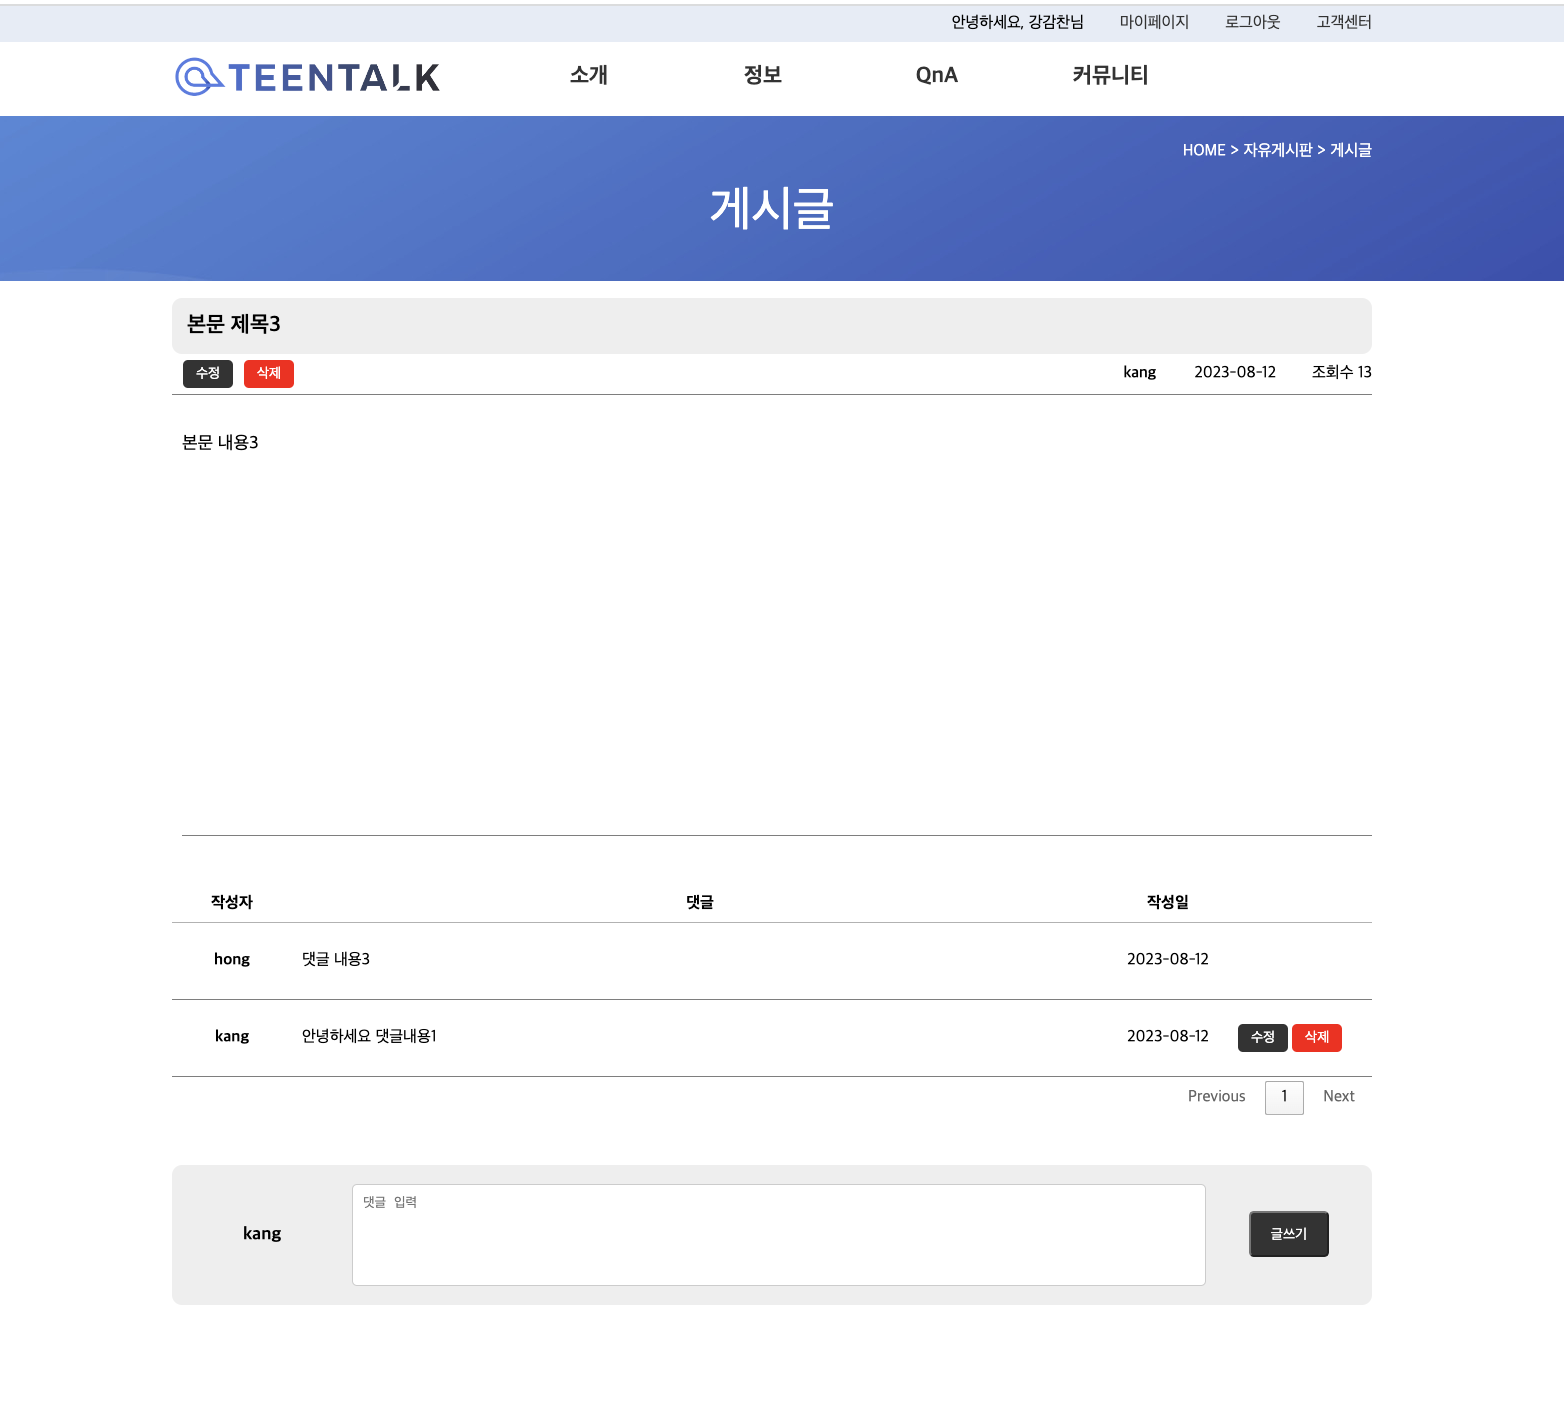 안녕하세요, 강감찬님 마이페이지 로그아웃 고객센터
TEENTALK 소개 정보 QnA 커뮤니티
HOME > 자유게시판 > 게시글
게시글
본문 제목3
수정 삭제 kang 2023-08-12 조회수 13
본문 내용3
작성자 댓글 작성일
hong 댓글 내용3 2023-08-12
kang 안녕하세요 댓글내용1 2023-08-12 수정 삭제
Previous 1 Next
댓글 입력
kang 글쓰기